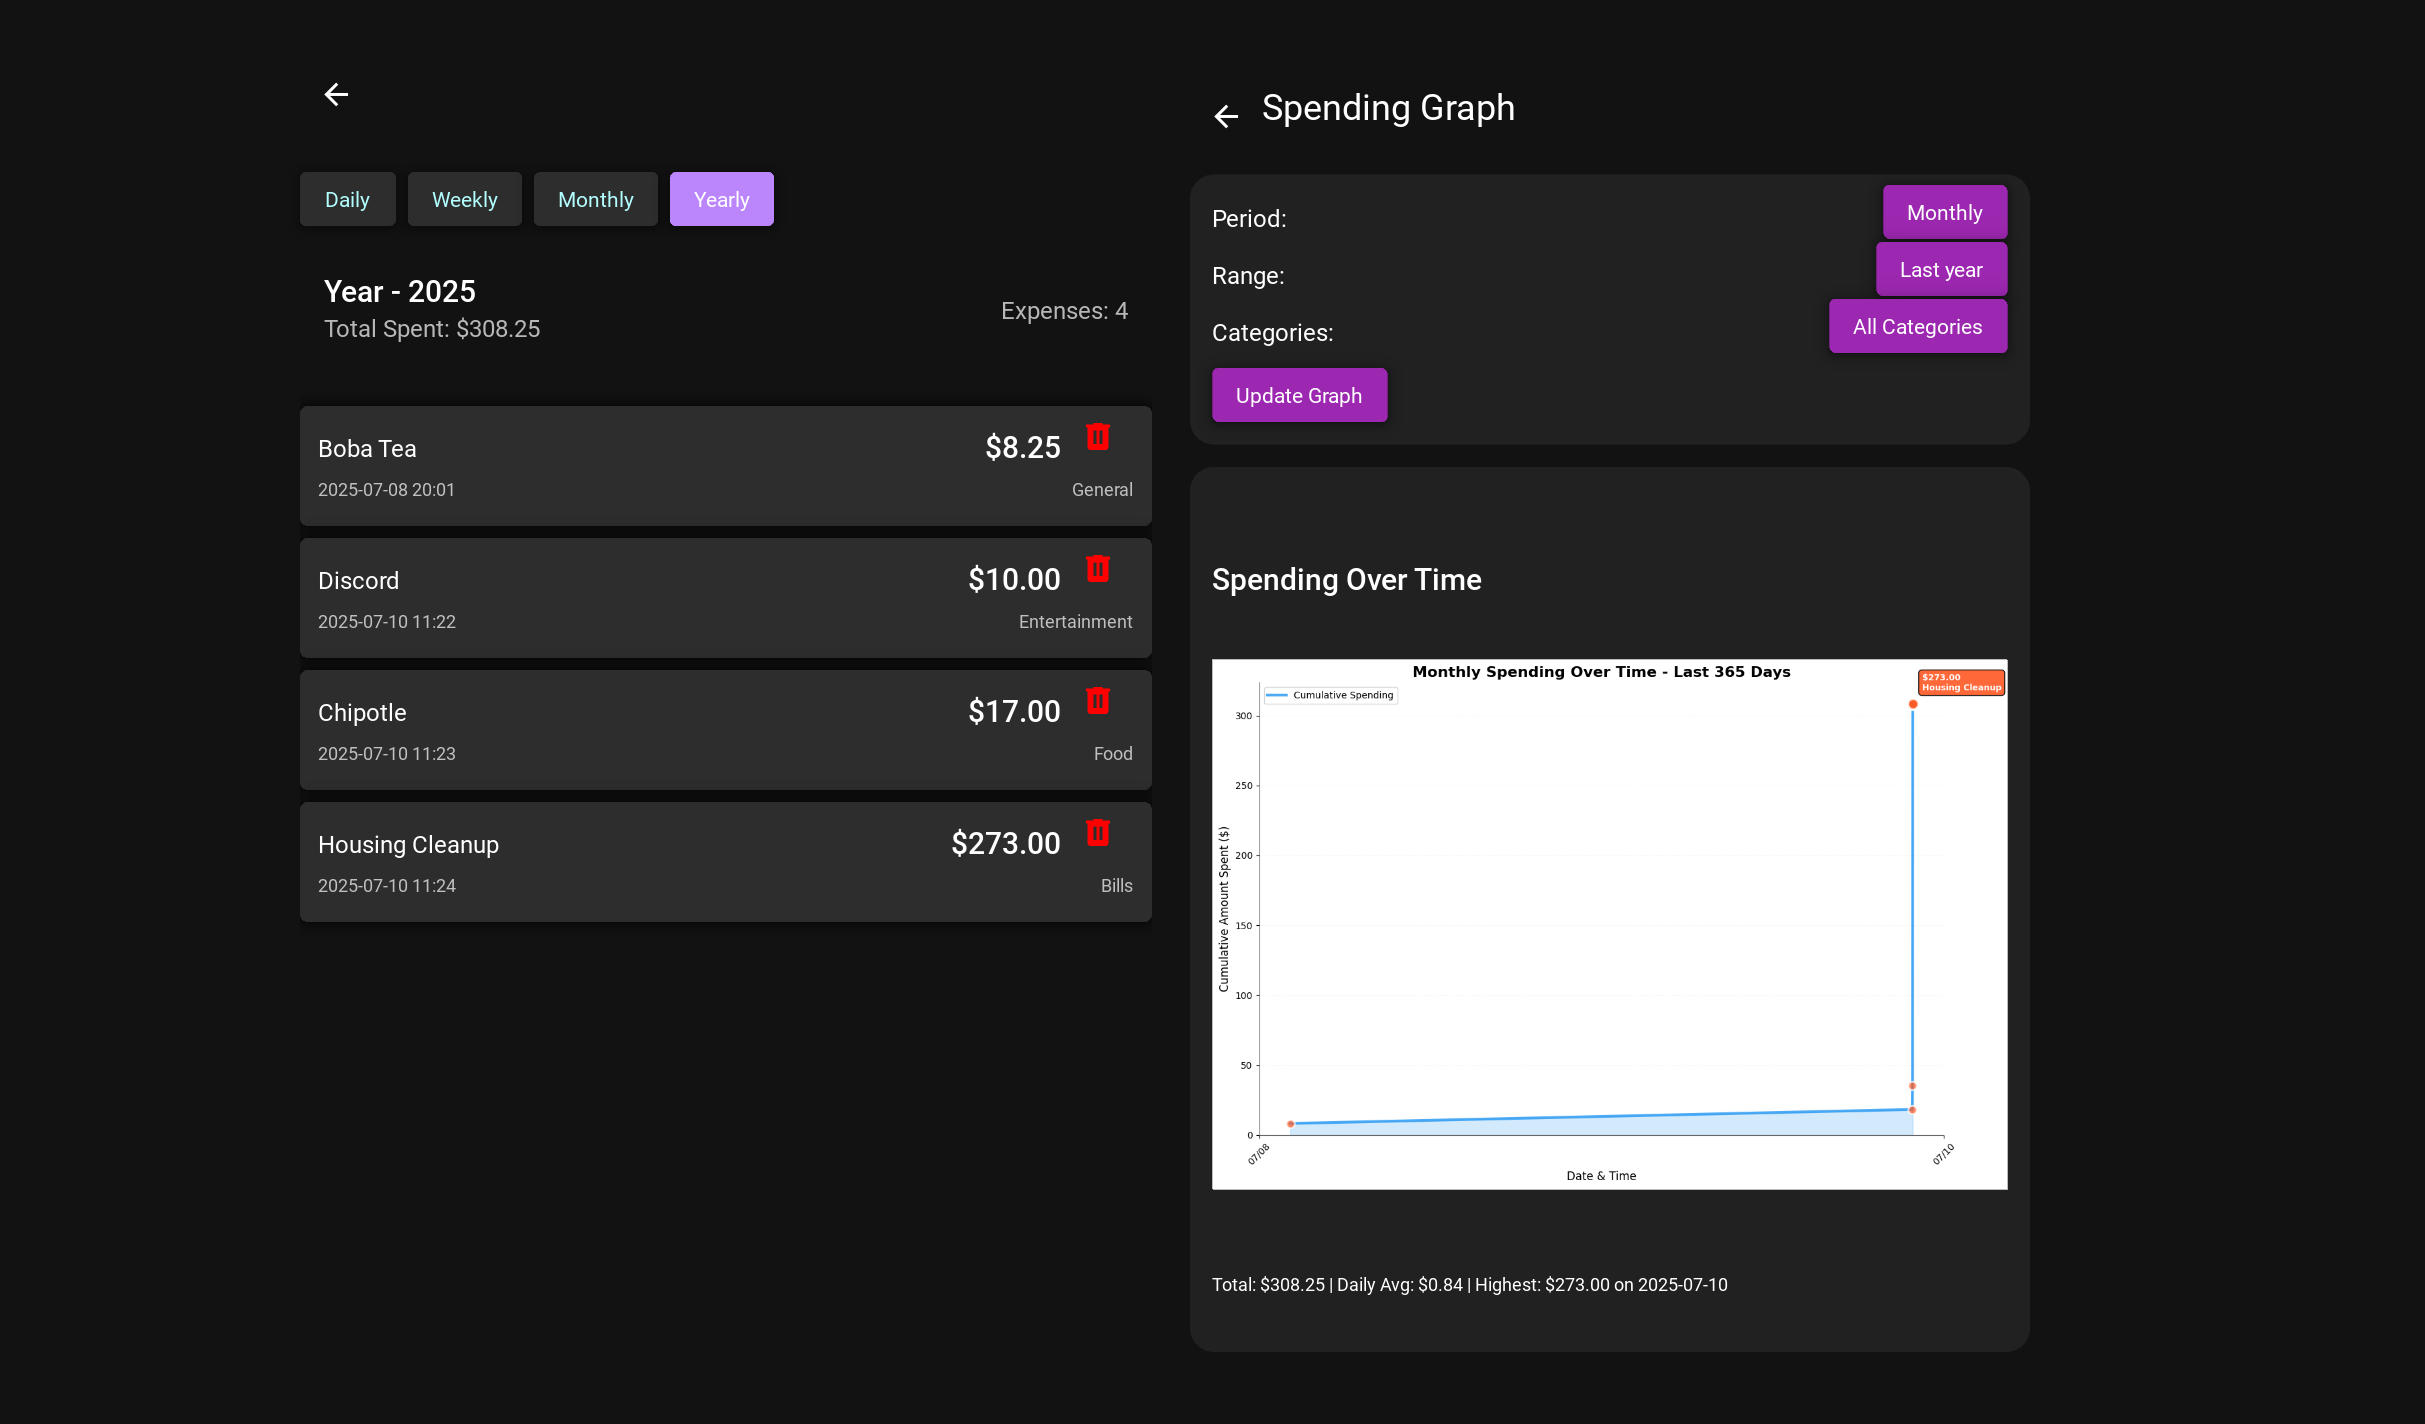 Daily Weekly Monthly Yearly
Year - 2025
Total Spent: $308.25
Expenses: 4
Boba Tea
$8.25
2025-07-08 20:01
General
Discord
$10.00
2025-07-10 11:22
Entertainment
Chipotle
$17.00
2025-07-10 11:23
Food
Housing Cleanup
$273.00
2025-07-10 11:24
Bills
Spending Graph
Period:
Monthly
Range:
Last year
Categories:
All Categories
Update Graph
Spending Over Time
Monthly Spending Over Time - Last 365 Days
Cumulative Spending
$273.00
Housing Cleanup
Cumulative Amount Spent ($)
300
250
200
150
100
50
0
07/08
07/10
Date & Time
Total: $308.25 | Daily Avg: $0.84 | Highest: $273.00 on 2025-07-10